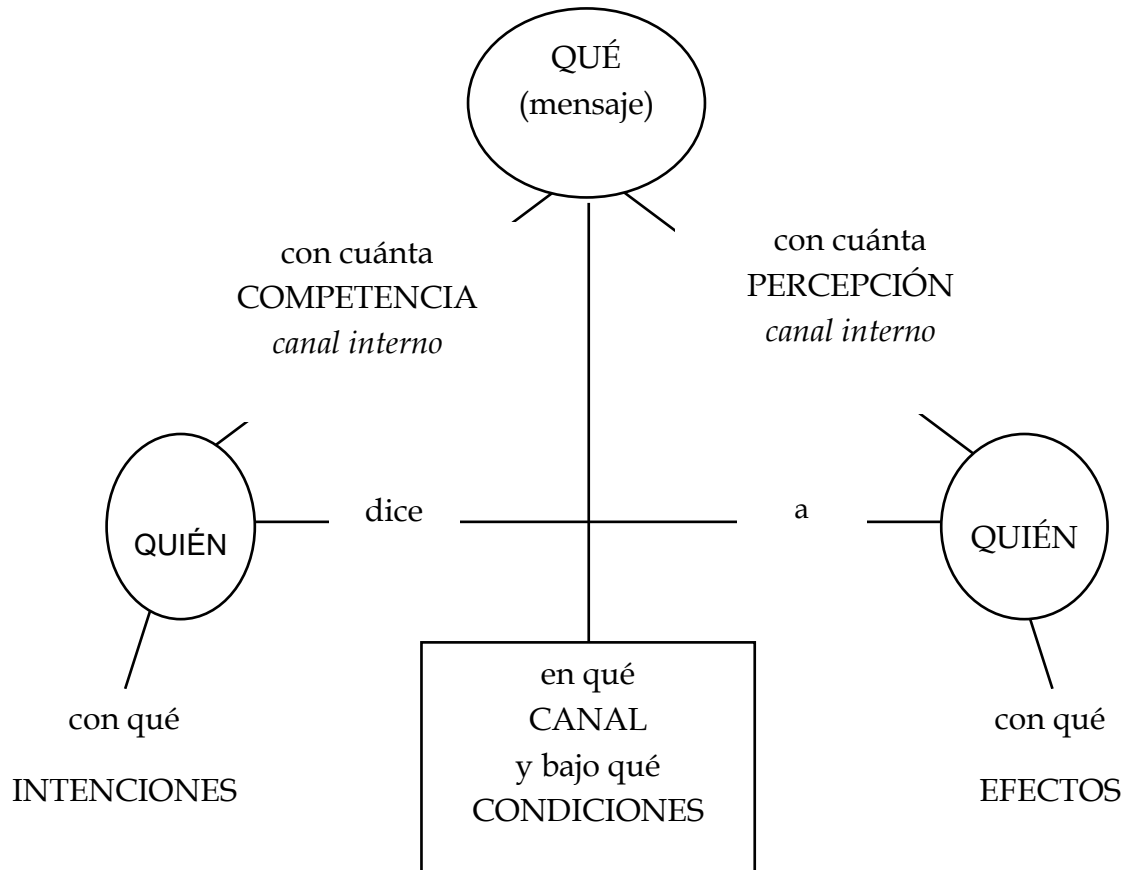 QUÉ
(mensaje)
con cuánta
COMPETENCIA
canal interno
con cuánta
PERCEPCIÓN
canal interno
QUIÉN
dice
a
QUIÉN
con qué
INTENCIONES
en qué
CANAL
y bajo qué
CONDICIONES
con qué
EFECTOS